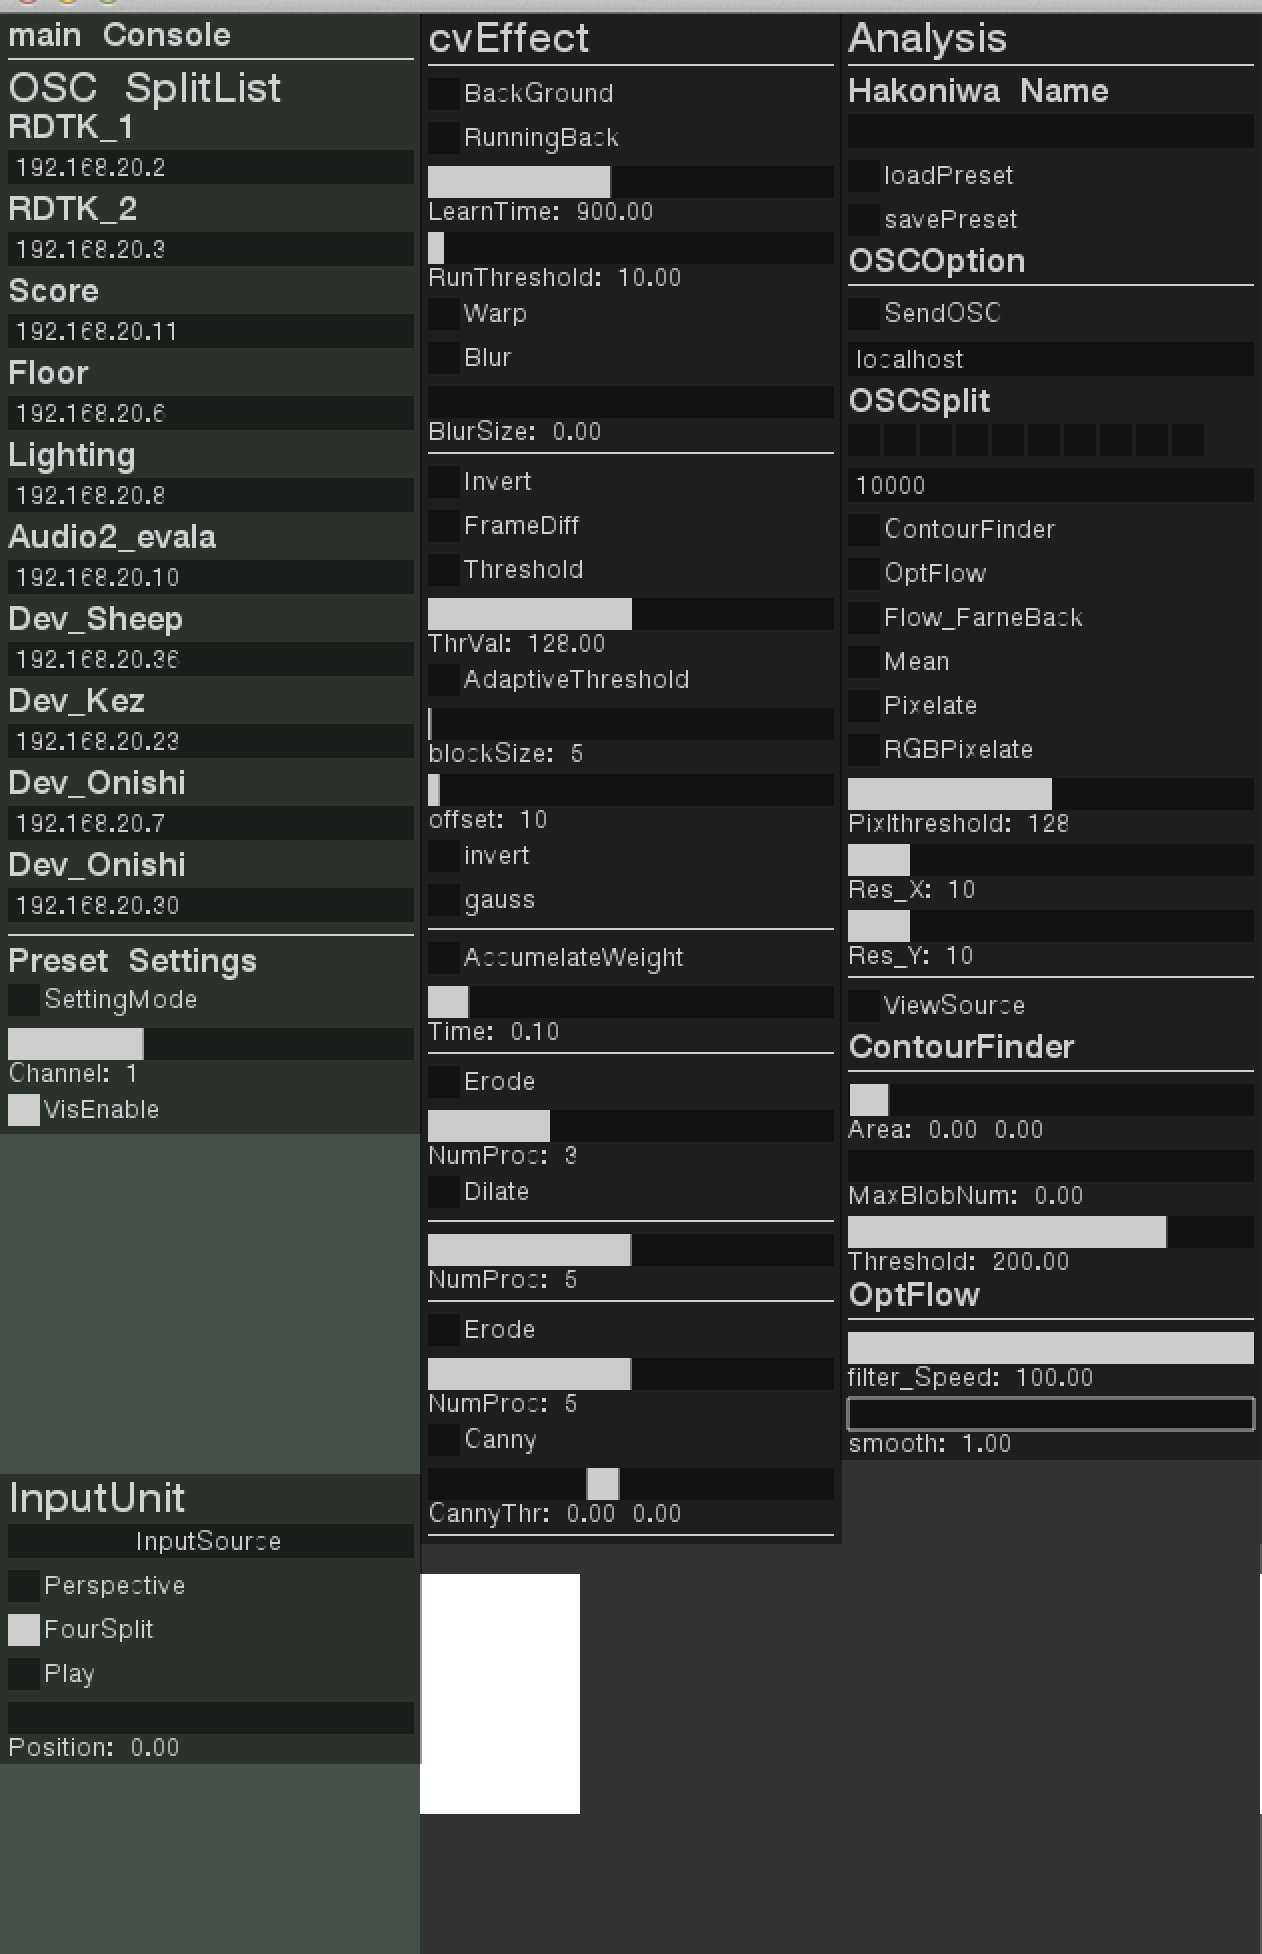 main Console
OSC SplitList
RDTK_1
192.168.20.2
RDTK_2
192.168.20.3
Score
192.168.20.11
Floor
192.168.20.6
Lighting
192.168.20.8
Audio2_evala
192.168.20.10
Dev_Sheep
192.168.20.36
Dev_Kez
192.168.20.23
Dev_Onishi
192.168.20.7
Dev_Onishi
192.168.20.30
Preset Settings
SettingMode
Channel: 1
VisEnable
InputUnit
InputSource
Perspective
FourSplit
Play
Position: 0.00
cvEffect
BackGround
RunningBack
LearnTime: 900.00
RunThreshold: 10.00
Warp
Blur
BlurSize: 0.00
Invert
FrameDiff
Threshold
ThrVal: 128.00
AdaptiveThreshold
blockSize: 5
offset: 10
invert
gauss
AccumelateWeight
Time: 0.10
Erode
NumProc: 3
Dilate
NumProc: 5
Erode
NumProc: 5
Canny
CannyThr: 0.00 0.00
Analysis
Hakoniwa Name
loadPreset
savePreset
OSCOption
SendOSC
localhost
OSCSplit
10000
ContourFinder
OptFlow
Flow_FarneBack
Mean
Pixelate
RGBPixelate
Pixlthreshold: 128
Res_X: 10
Res_Y: 10
ViewSource
ContourFinder
Area: 0.00 0.00
MaxBlobNum: 0.00
Threshold: 200.00
OptFlow
filter_Speed: 100.00
smooth: 1.00